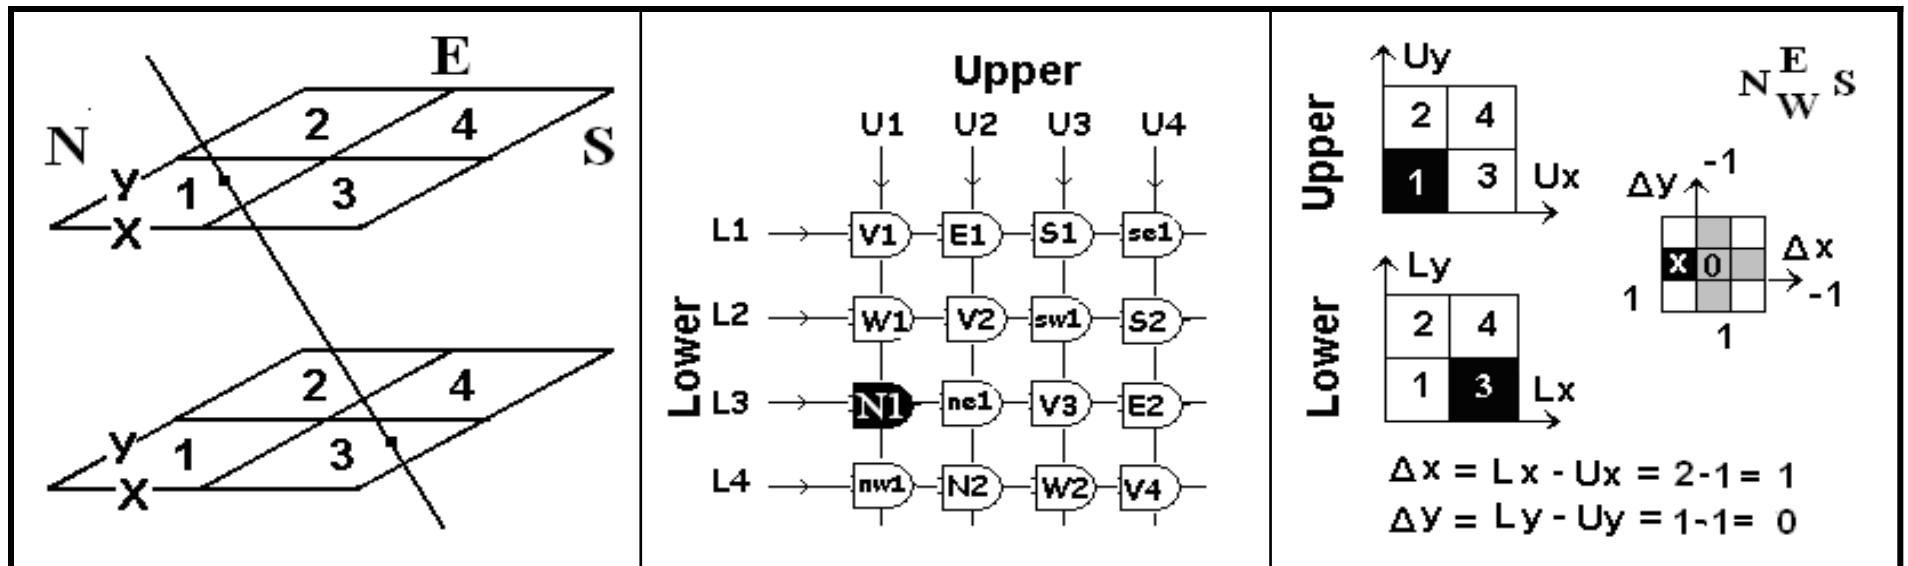 E
N
S
2 4
y 1 3
X
2 4
y 1 3
X
Upper
U1 U2 U3 U4
Lower
L1 V1 E1 S1 se1
L2 W1 V2 sw1 S2
L3 N1 ne1 V3 E2
L4 nw1 N2 W2 V4
Upper
Uy
2 4
1 3 Ux
N E S
W
Δy -1
X 0 Δx
1 -1
1
Lower
Ly
2 4
1 3 Lx
Δx = Lx - Ux = 2-1= 1
Δy = Ly - Uy = 1-1= 0